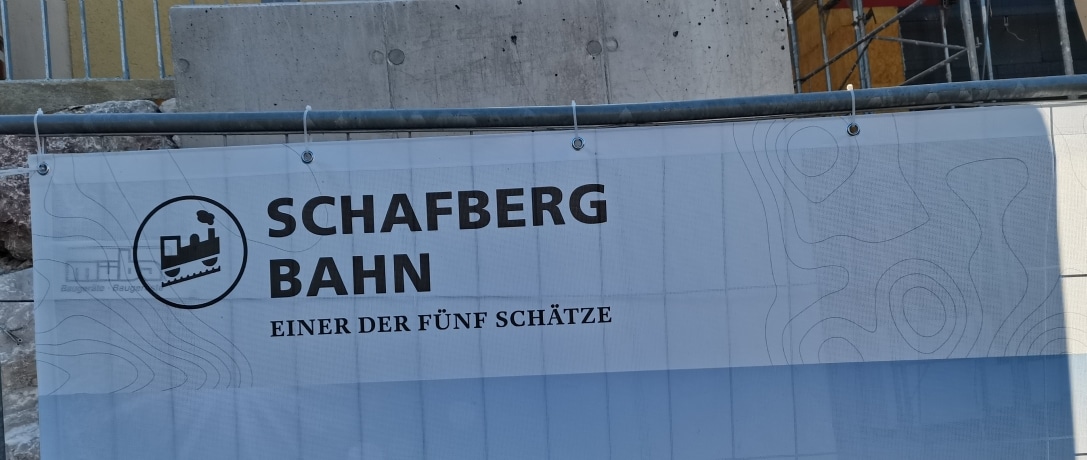 SCHAFBERG
BAHN
EINER DER FÜNF SCHÄTZE